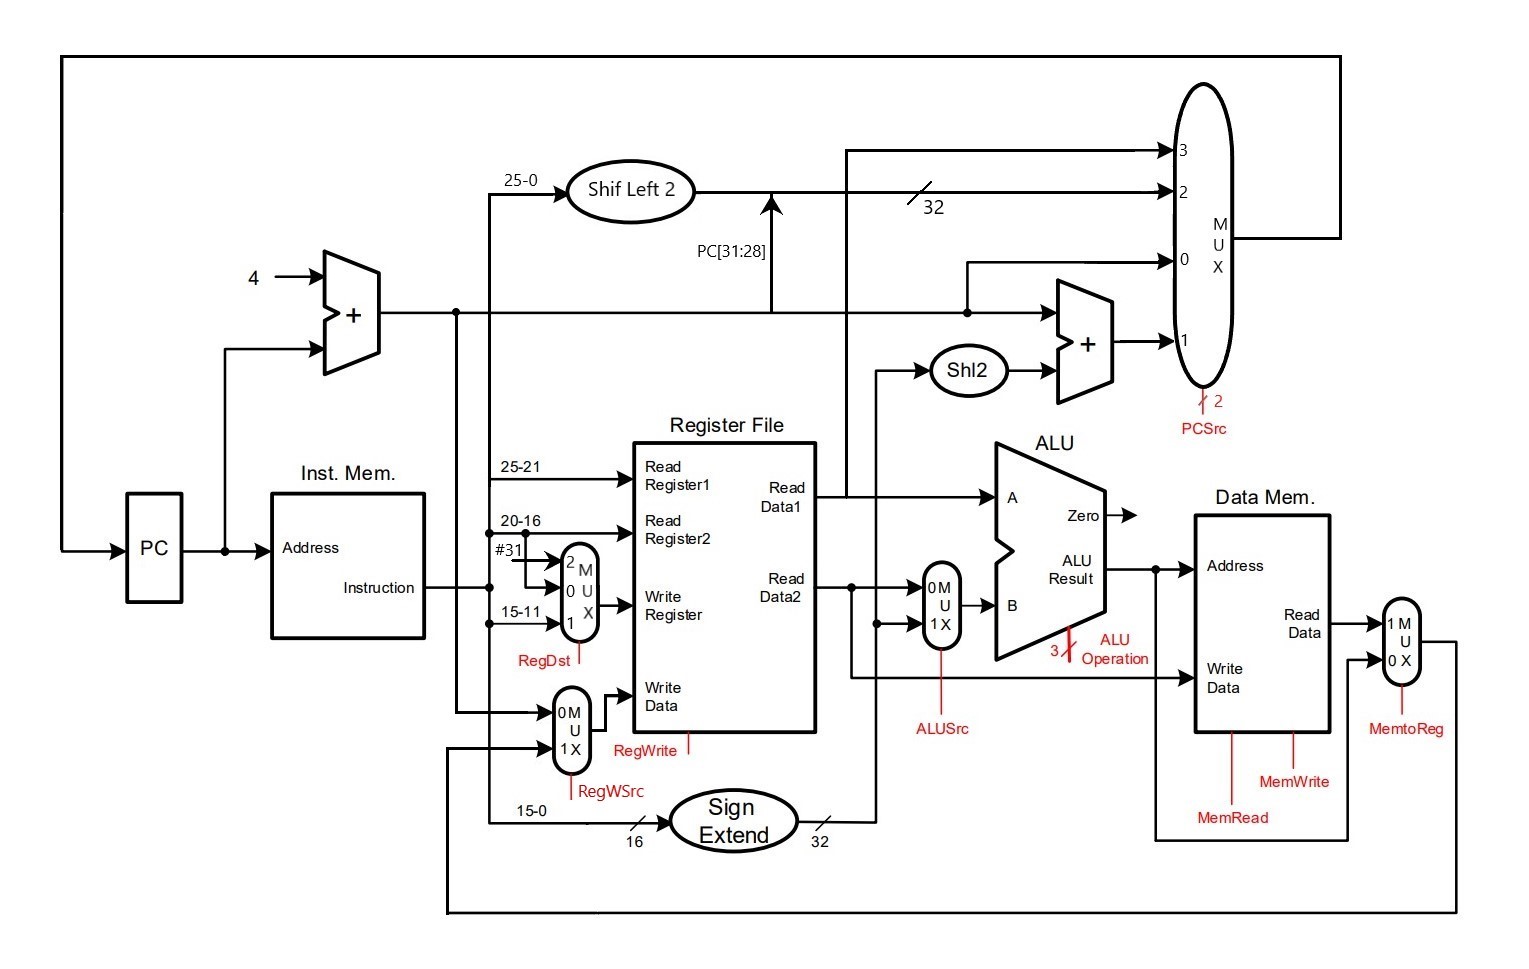 25-0
Shif Left 2
32
3
2
M
U
X
PC[31:28]
0
4
+
+
1
Shl2
2
PCSrc
Register File
ALU
Inst. Mem.
25-21
Read
Register1
Read
Data1
A
Data Mem.
Zero
20-16
Read
Register2
#31
PC
Address
2
M
U
X
0
1
ALU
Result
Address
Instruction
Read
Data2
0 M
U
1 X
B
Write
Register
15-11
Read
Data
1 M
U
0 X
3
ALU
Operation
RegDst
Write
Data
Write
Data
0 M
U
1 X
ALUSrc
MemtoReg
RegWrite
MemWrite
RegWSrc
MemRead
15-0
16
Sign
Extend
32